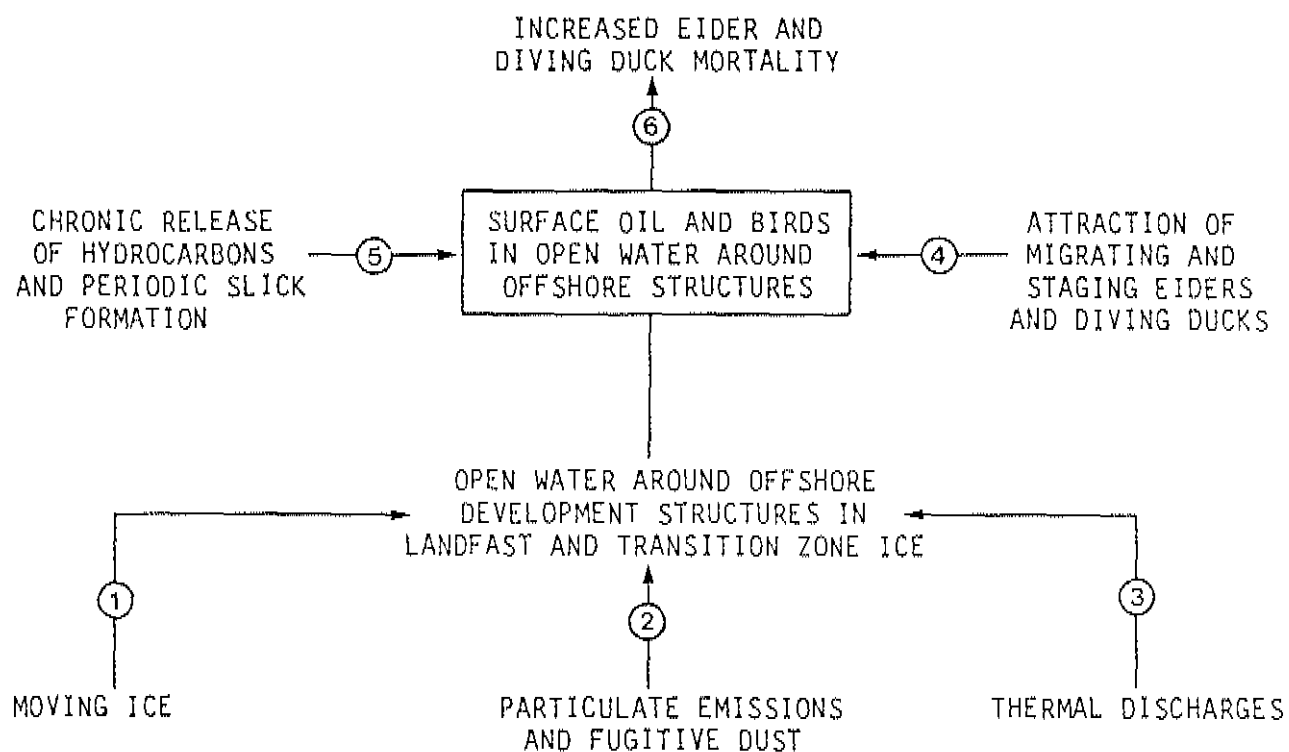 INCREASED EIDER AND
DIVING DUCK MORTALITY
6
CHRONIC RELEASE
OF HYDROCARBONS
AND PERIODIC SLICK
FORMATION
5
SURFACE OIL AND BIRDS
IN OPEN WATER AROUND
OFFSHORE STRUCTURES
4
ATTRACTION OF
MIGRATING AND
STAGING EIDERS
AND DIVING DUCKS
OPEN WATER AROUND OFFSHORE
DEVELOPMENT STRUCTURES IN
LANDFAST AND TRANSITION ZONE ICE
1
2
3
MOVING ICE
PARTICULATE EMISSIONS
AND FUGITIVE DUST
THERMAL DISCHARGES